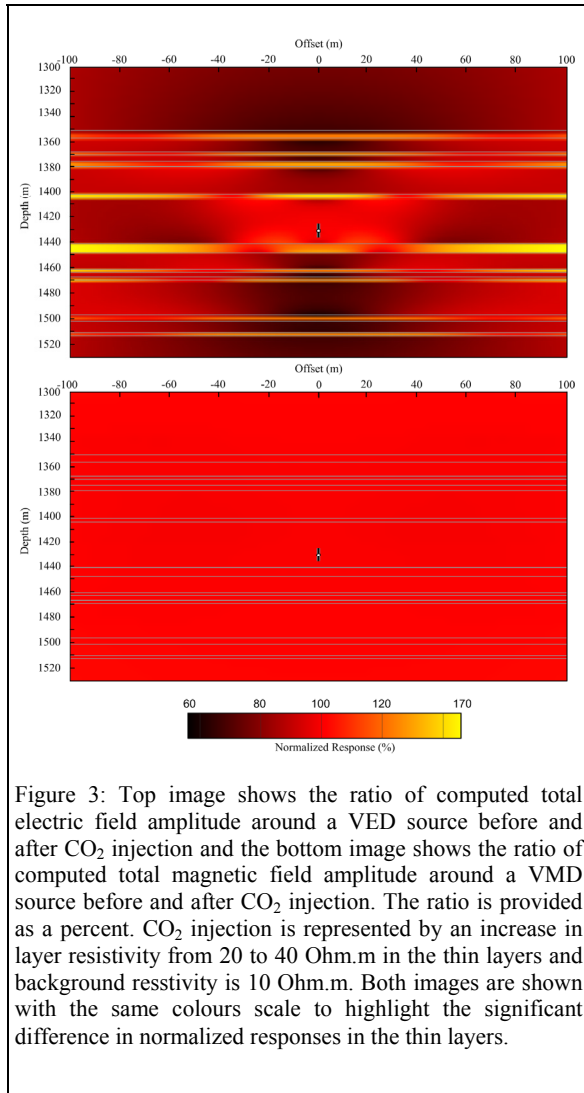 Offset (m)
-100 -80 -60 -40 -20 0 20 40 60 80 100
1300
1320
1340
1360
1380
1400
1420
1440
1460
1480
1500
1520
Depth (m)
Offset (m)
-100 -80 -60 -40 -20 0 20 40 60 80 100
1300
1320
1340
1360
1380
1400
1420
1440
1460
1480
1500
1520
Depth (m)
60 80 100 120 170
Normalized Response (%)
Figure 3: Top image shows the ratio of computed total
electric field amplitude around a VED source before and
after CO₂ injection and the bottom image shows the ratio of
computed total magnetic field amplitude around a VMD
source before and after CO₂ injection. The ratio is provided
as a percent. CO₂ injection is represented by an increase in
layer resistivity from 20 to 40 Ohm.m in the thin layers and
background resstivity is 10 Ohm.m. Both images are shown
with the same colours scale to highlight the significant
difference in normalized responses in the thin layers.